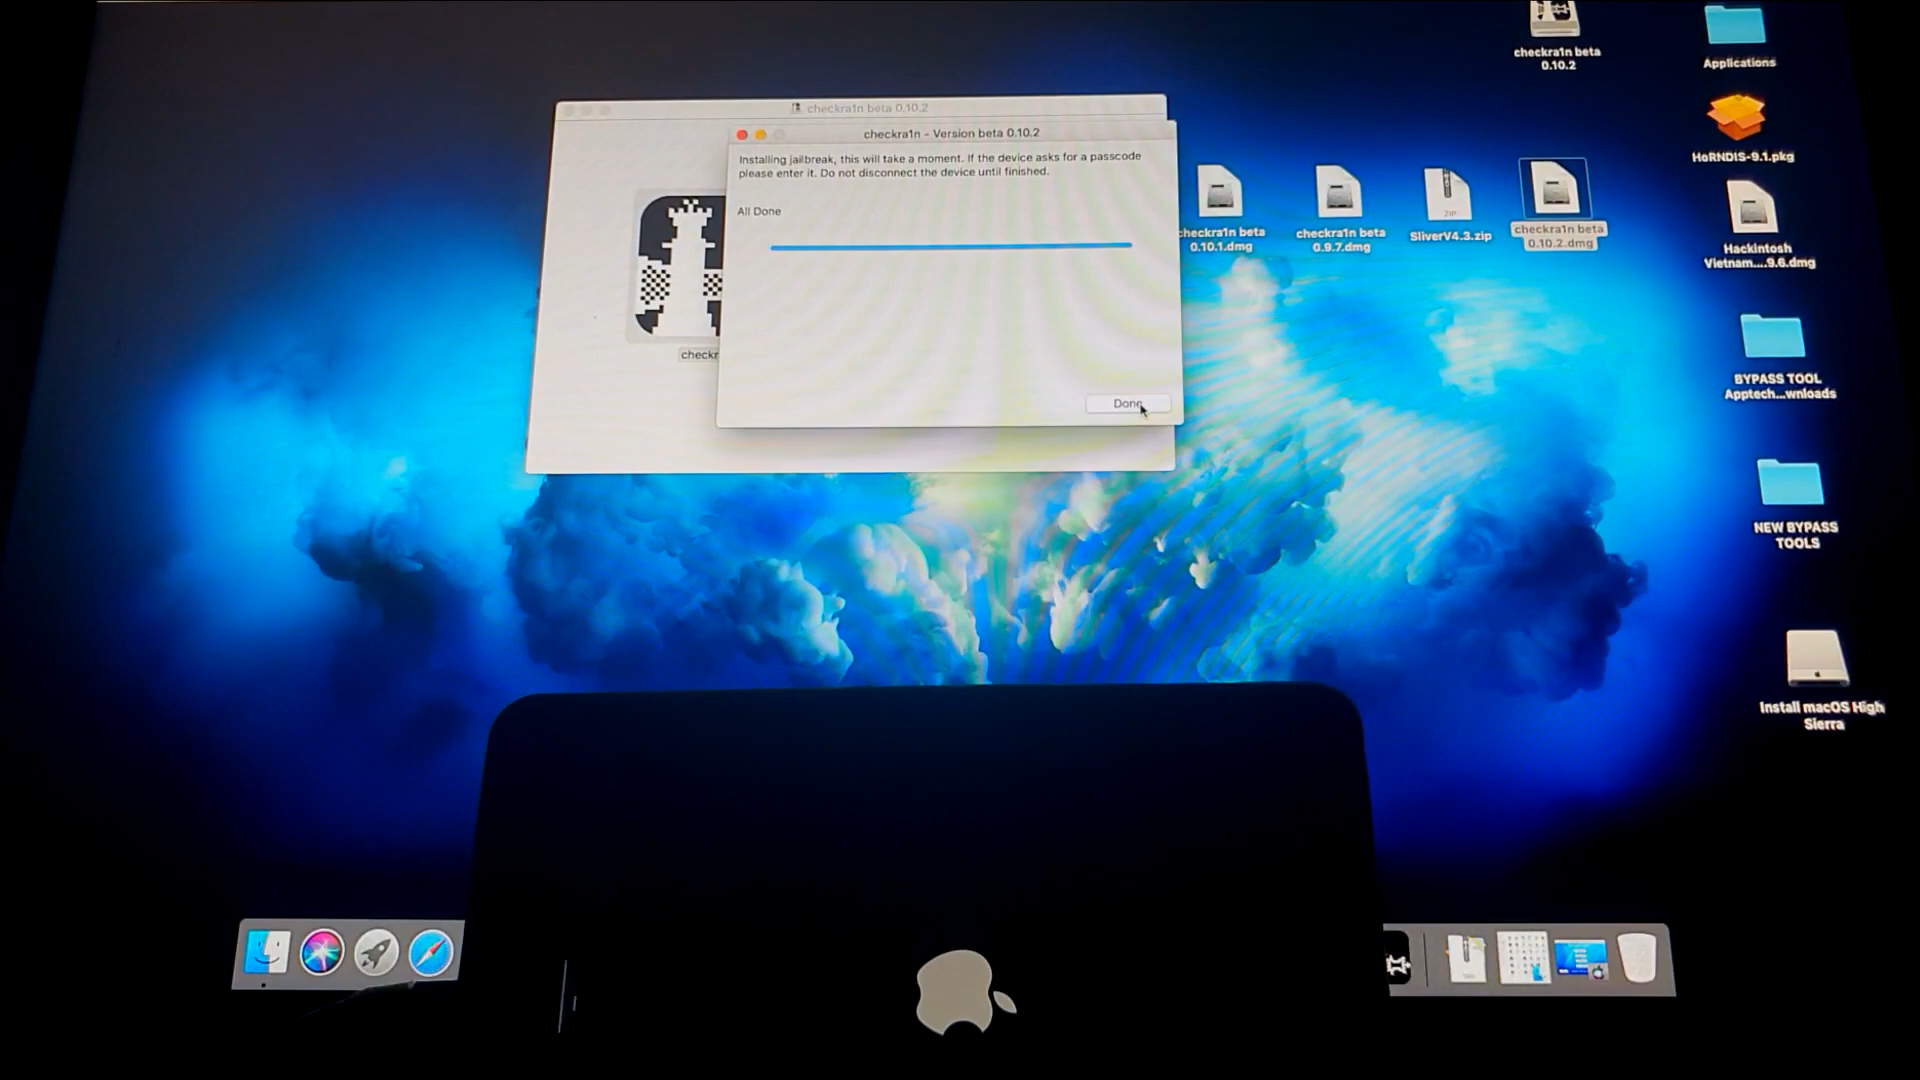 checkra1n beta
0.10.2
Applications
checkra1n beta 0.10.2
checkra1n - Version beta 0.10.2
Installing jailbreak, this will take a moment. If the device asks for a passcode
please enter it. Do not disconnect the device until finished.
All Done
HoRNDIS-9.1.pkg
checkra1n beta
0.10.1.dmg
checkra1n beta
0.9.7.dmg
ZIP
SliverV4.3.zip
checkra1n beta
0.10.2.dmg
Hackintosh
Vietnam....9.6.dmg
checkr
BYPASS TOOL
Apptech...wnloads
Done
NEW BYPASS
TOOLS
Install macOS High
Sierra